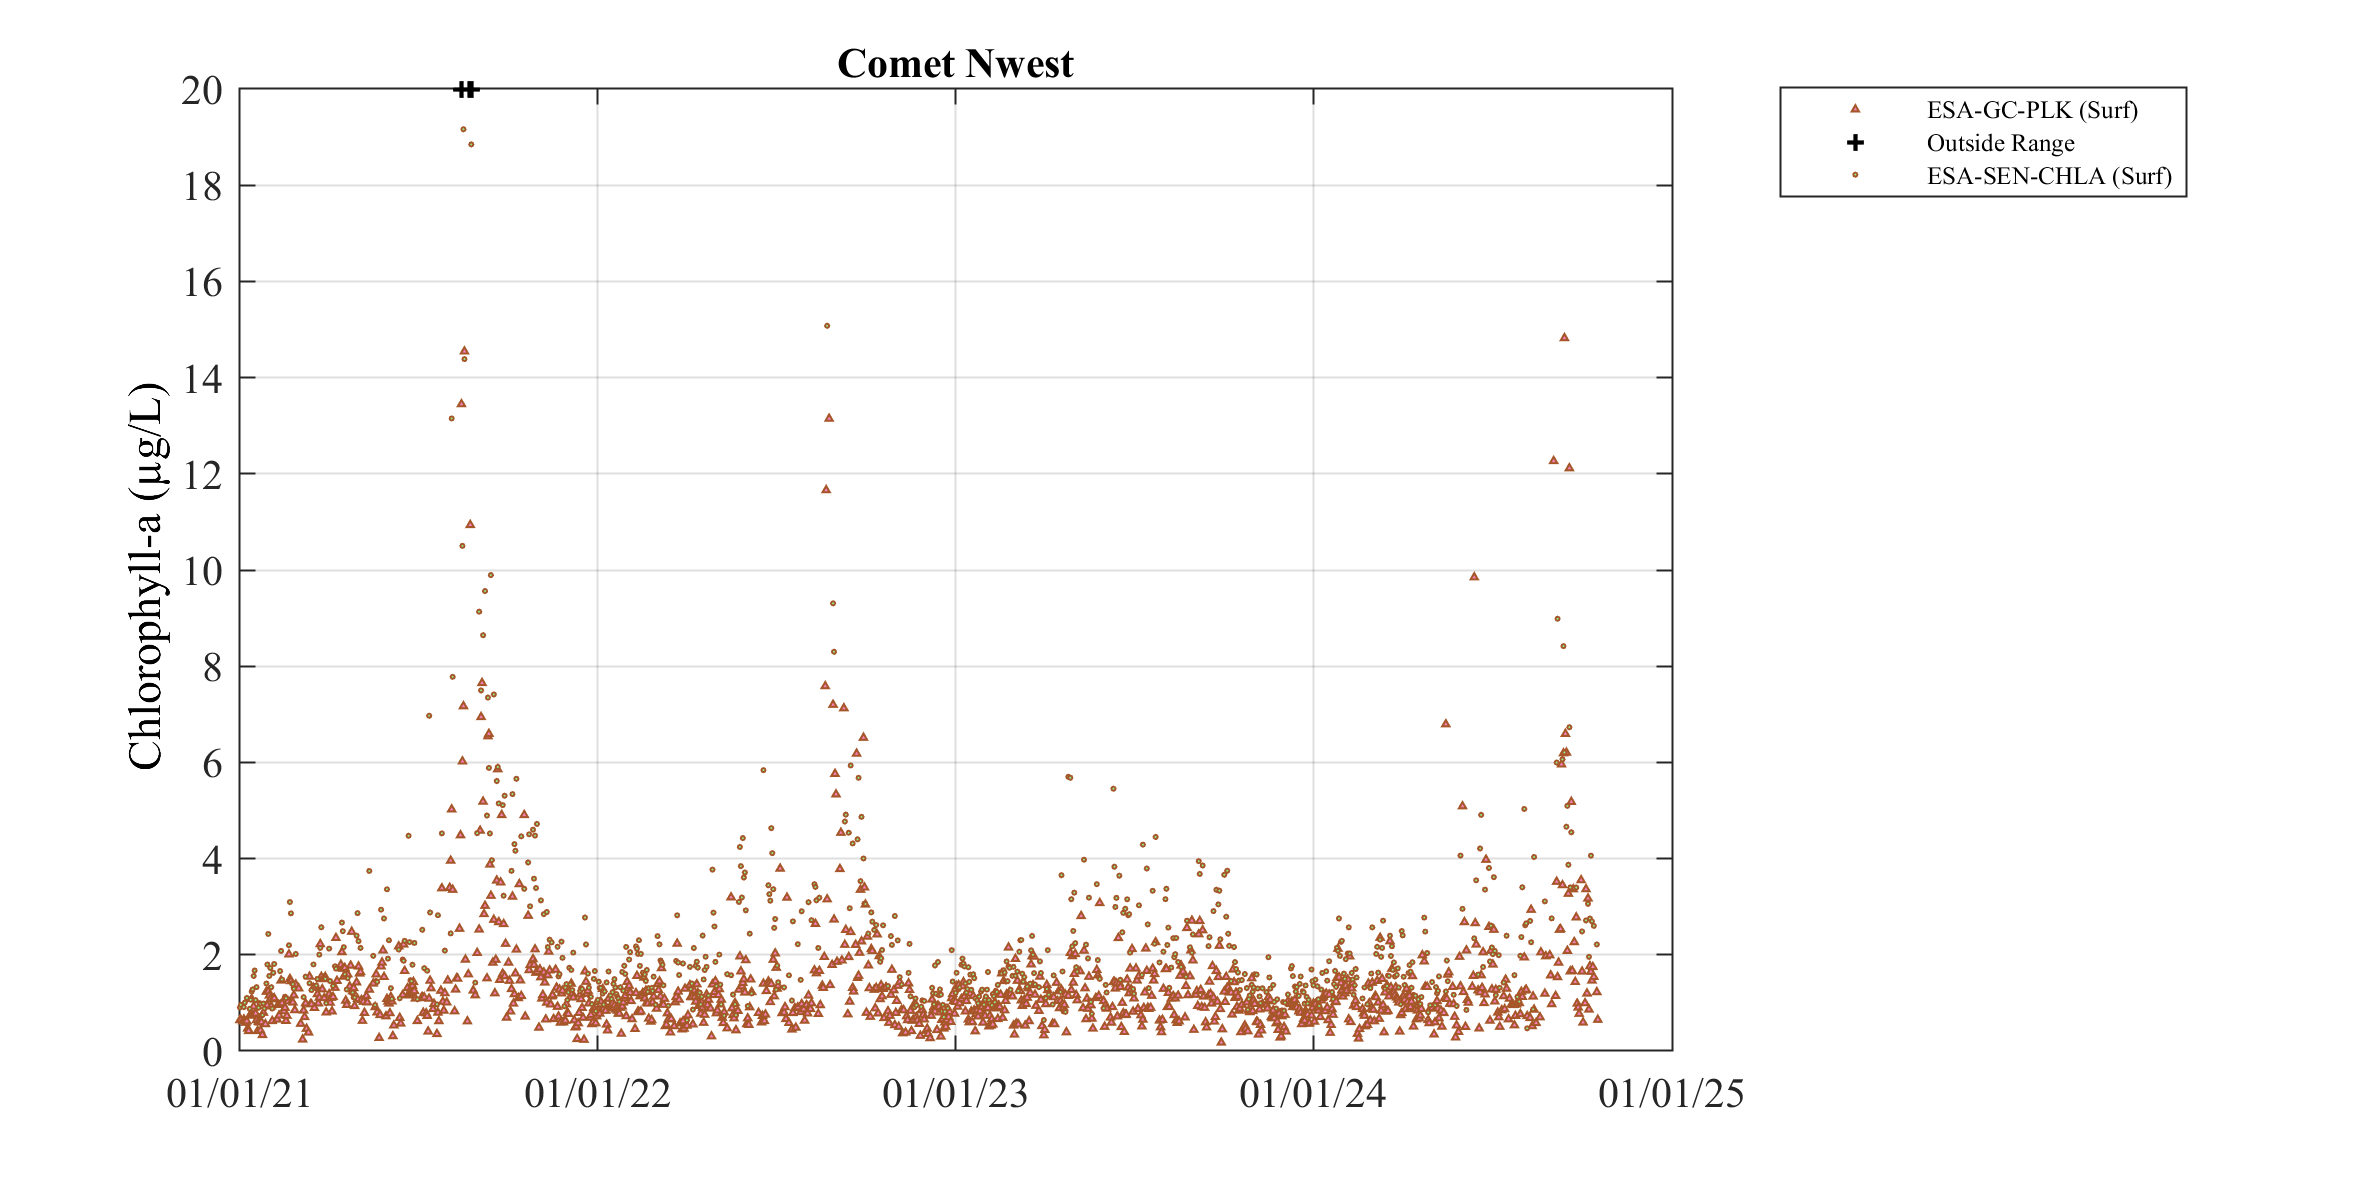 Comet Nwest
Chlorophyll-a (µg/L)
20
18
16
14
12
10
8
6
4
2
0
01/01/21 01/01/22 01/01/23 01/01/24 01/01/25
ESA-GC-PLK (Surf)
Outside Range
ESA-SEN-CHLA (Surf)